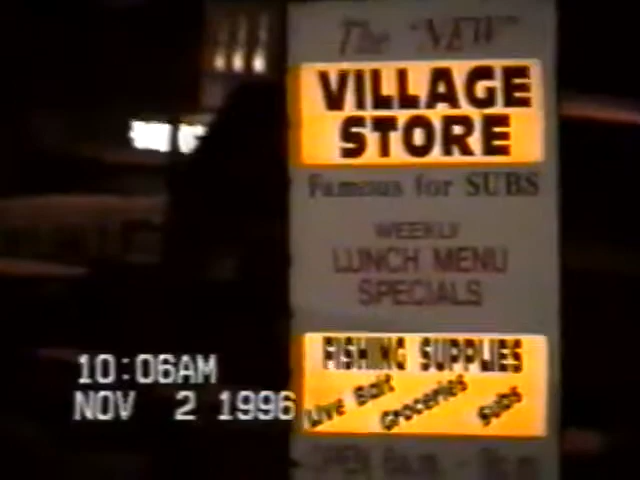 The "NEW"
VILLAGE
STORE
Famous for SUBS
WEEKLY
LUNCH MENU
SPECIALS
FISHING SUPPLIES
Live Bait Groceries Subs
OPEN
10:06AM
NOV 2 1996